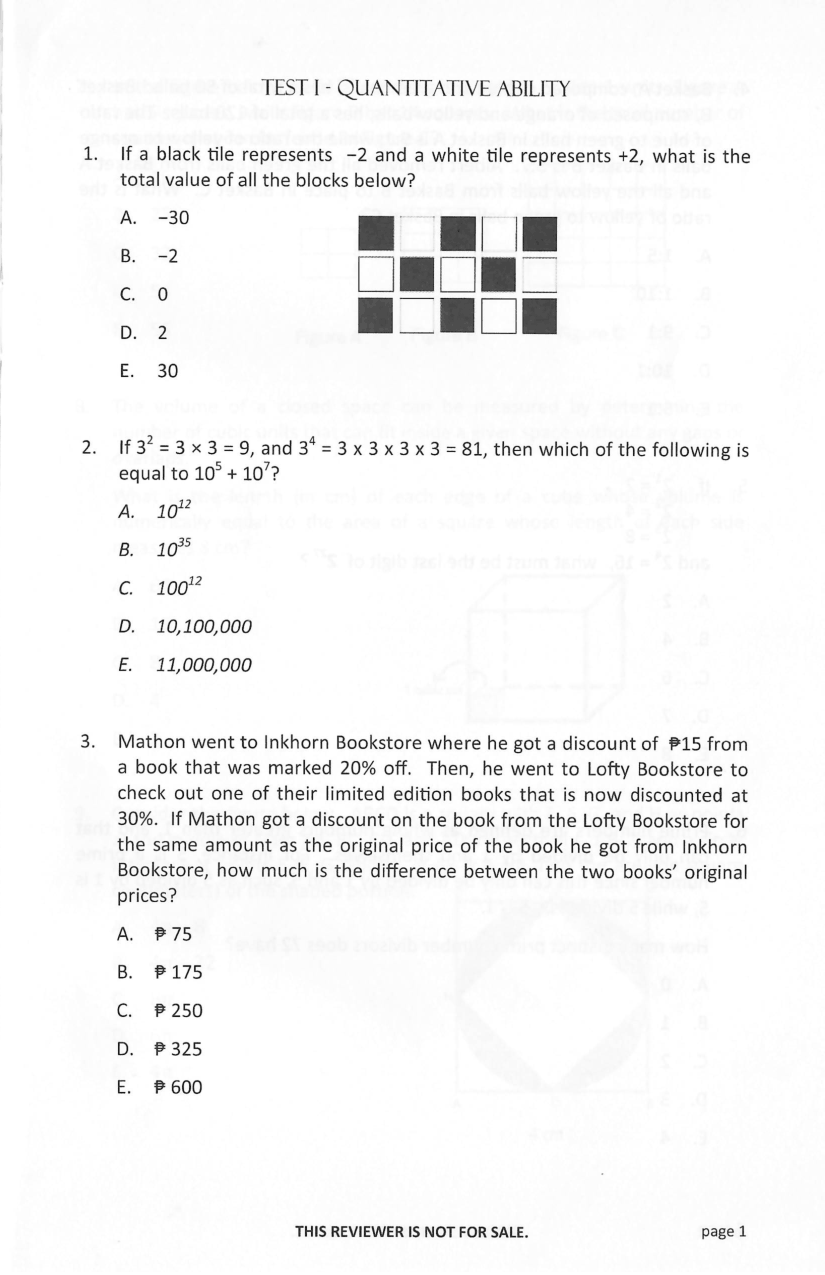 TEST I - QUANTITATIVE ABILITY
1. If a black tile represents −2 and a white tile represents +2, what is the
total value of all the blocks below?
A. −30
B. −2
C. 0
D. 2
E. 30
2. If 3² = 3 × 3 = 9, and 3⁴ = 3 x 3 x 3 x 3 = 81, then which of the following is
equal to 10⁵ + 10⁷?
A. 10¹²
B. 10³⁵
C. 100¹²
D. 10,100,000
E. 11,000,000
3. Mathon went to Inkhorn Bookstore where he got a discount of ₱15 from
a book that was marked 20% off. Then, he went to Lofty Bookstore to
check out one of their limited edition books that is now discounted at
30%. If Mathon got a discount on the book from the Lofty Bookstore for
the same amount as the original price of the book he got from Inkhorn
Bookstore, how much is the difference between the two books’ original
prices?
A. ₱ 75
B. ₱ 175
C. ₱ 250
D. ₱ 325
E. ₱ 600
THIS REVIEWER IS NOT FOR SALE.
page 1